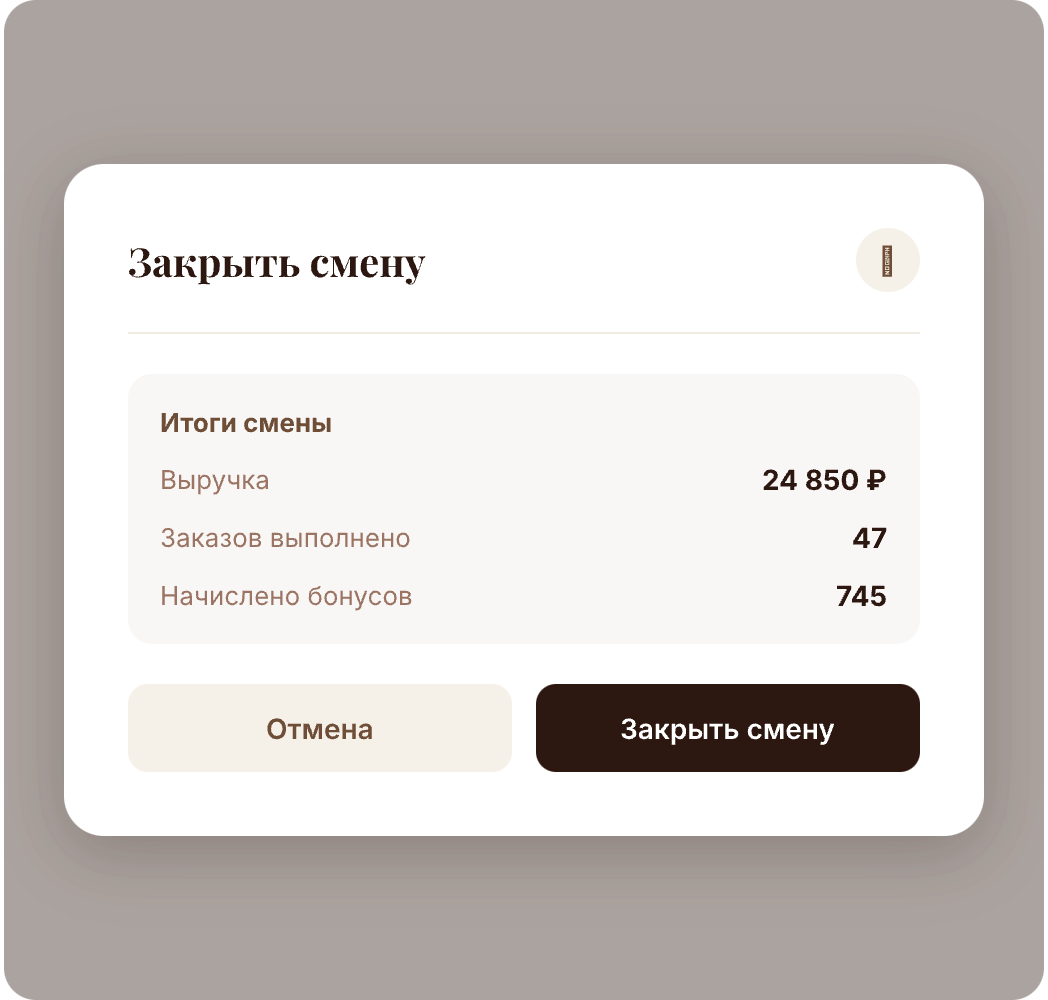 Закрыть смену
Итоги смены
Выручка 24 850 ₽
Заказов выполнено 47
Начислено бонусов 745
Отмена Закрыть смену